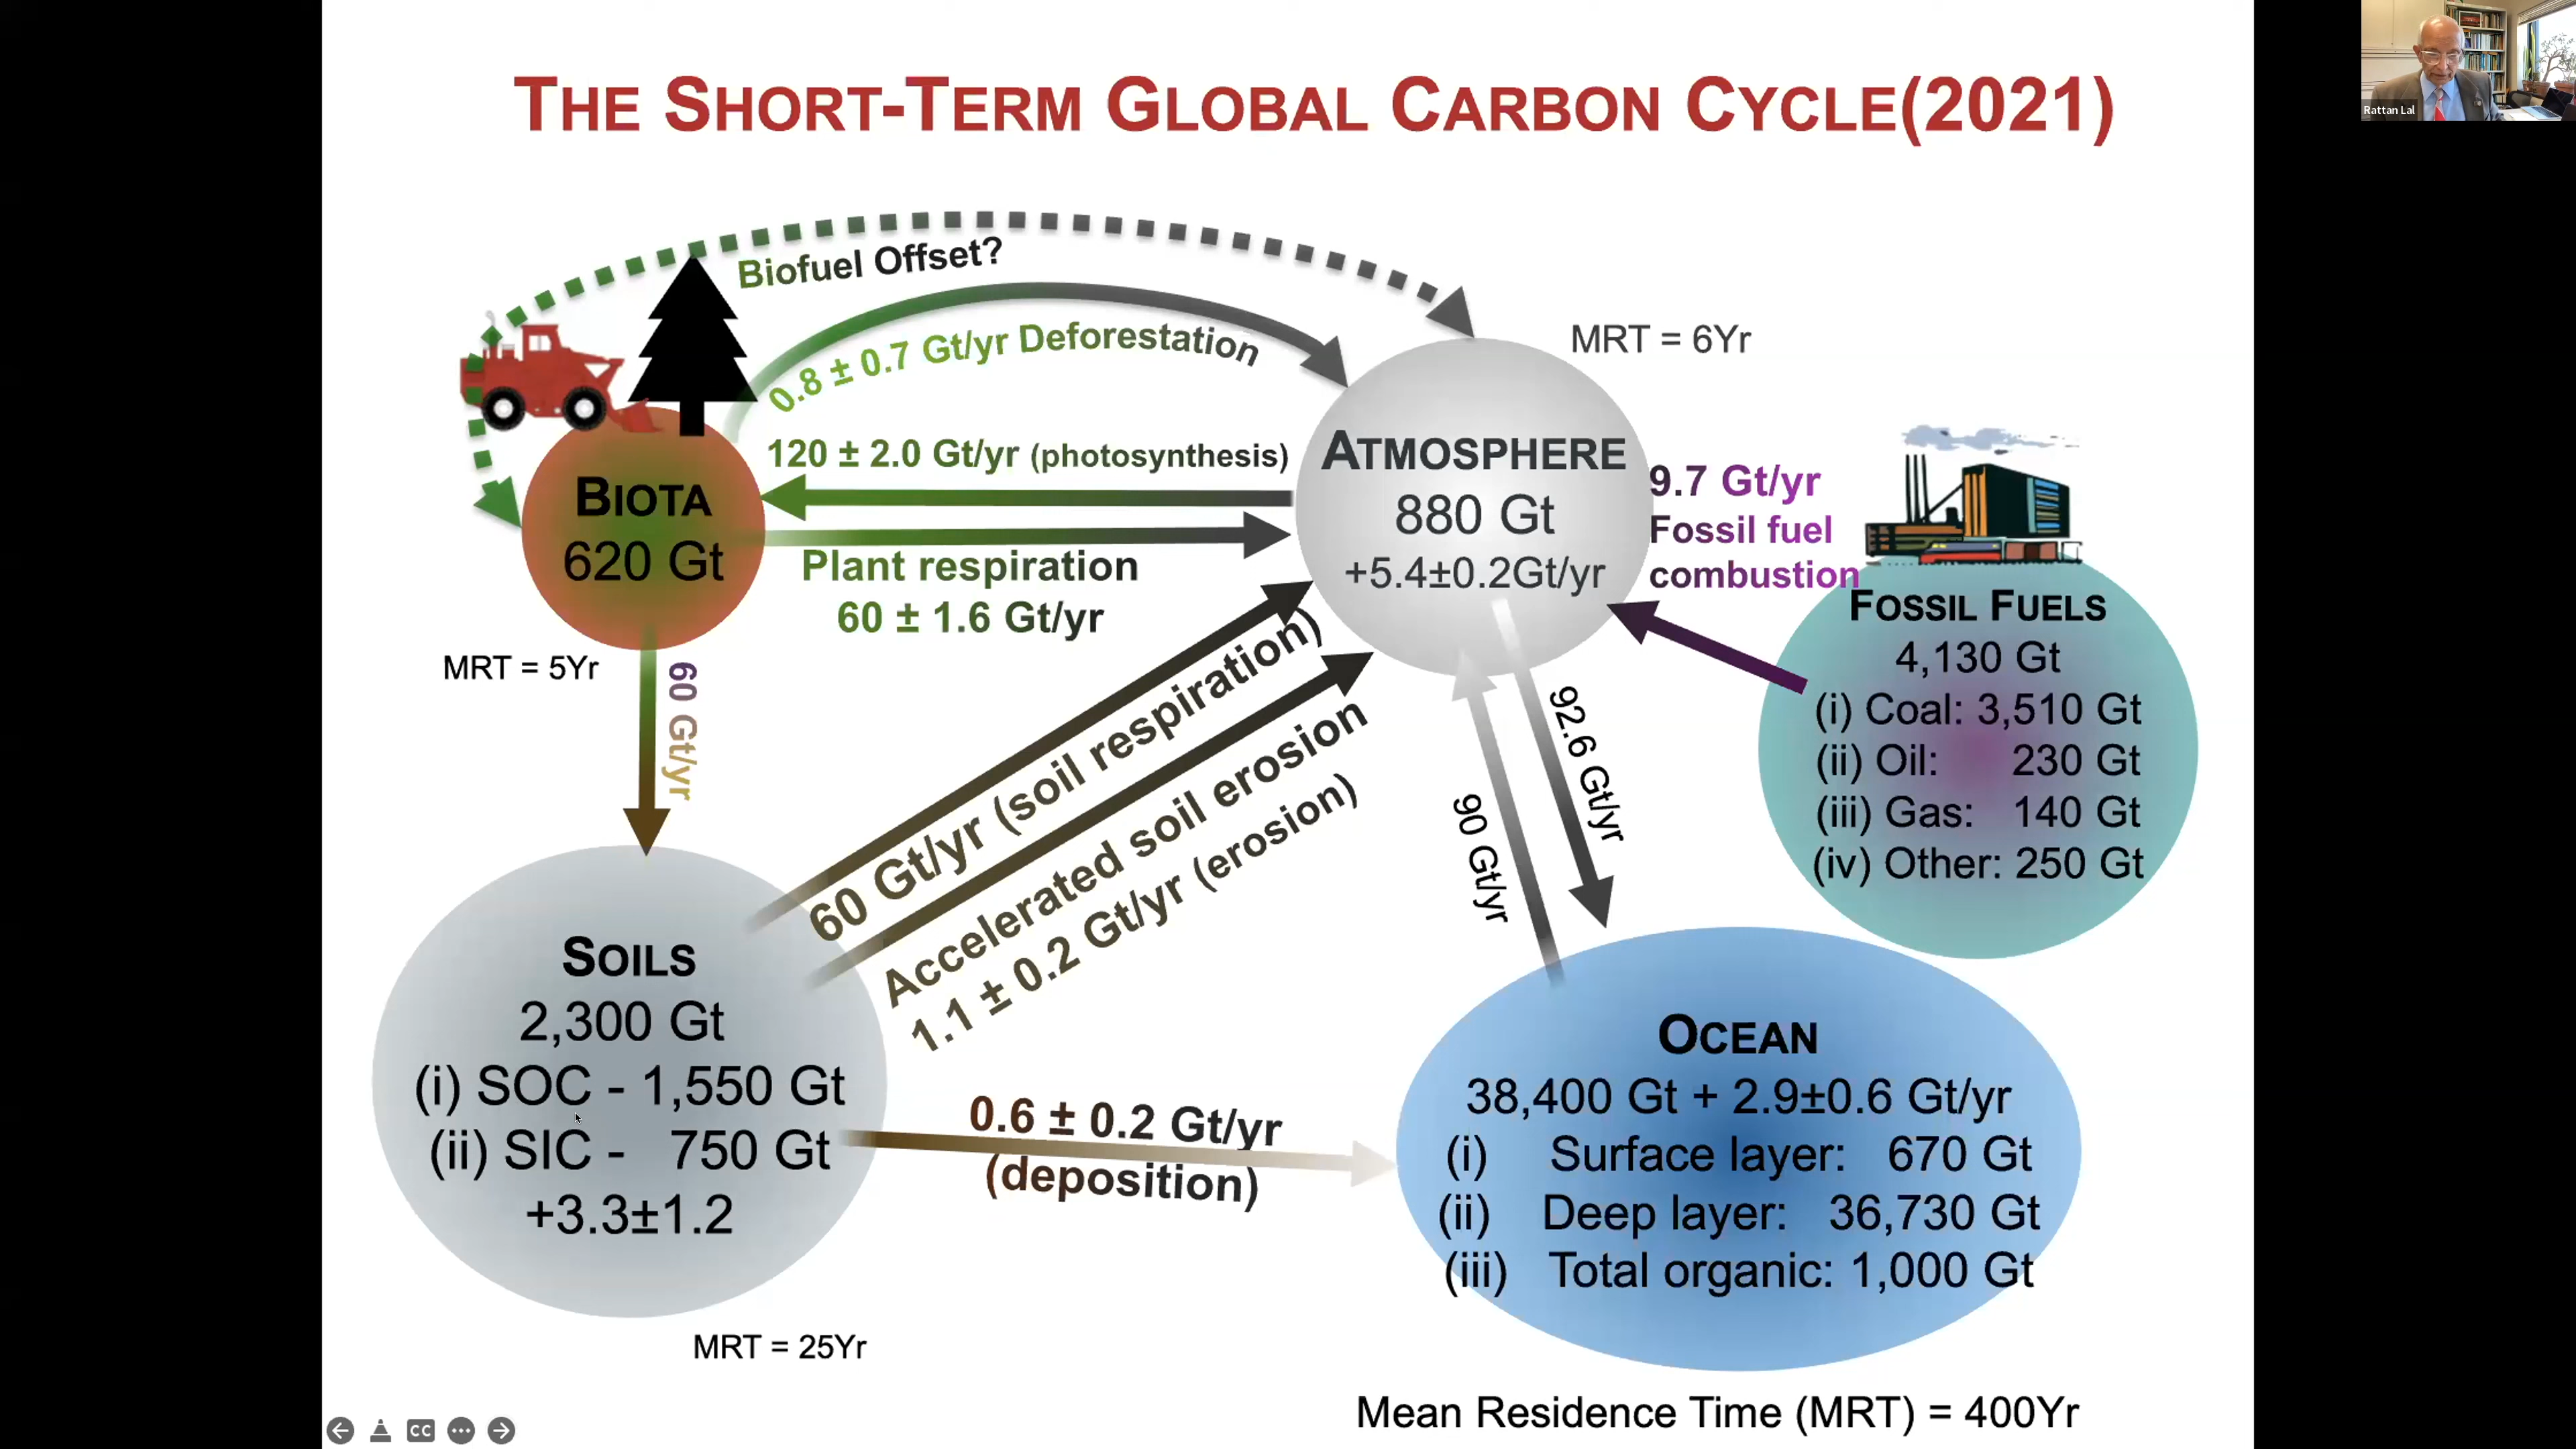 THE SHORT-TERM GLOBAL CARBON CYCLE(2021)
Rattan Lal
Biofuel Offset?
0.8 ± 0.7 Gt/yr Deforestation
MRT = 6Yr
120 ± 2.0 Gt/yr (photosynthesis)
BIOTA
620 Gt
Plant respiration
60 ± 1.6 Gt/yr
MRT = 5Yr
60 Gt/yr
ATMOSPHERE
880 Gt
+5.4±0.2Gt/yr
9.7 Gt/yr
Fossil fuel
combustion
FOSSIL FUELS
4,130 Gt
(i) Coal: 3,510 Gt
(ii) Oil: 230 Gt
(iii) Gas: 140 Gt
(iv) Other: 250 Gt
60 Gt/yr (soil respiration)
Accelerated soil erosion
1.1 ± 0.2 Gt/yr (erosion)
90 Gt/yr
92.6 Gt/yr
SOILS
2,300 Gt
(i) SOC - 1,550 Gt
(ii) SIC - 750 Gt
+3.3±1.2
MRT = 25Yr
0.6 ± 0.2 Gt/yr
(deposition)
OCEAN
38,400 Gt + 2.9±0.6 Gt/yr
(i) Surface layer: 670 Gt
(ii) Deep layer: 36,730 Gt
(iii) Total organic: 1,000 Gt
Mean Residence Time (MRT) = 400Yr
CC